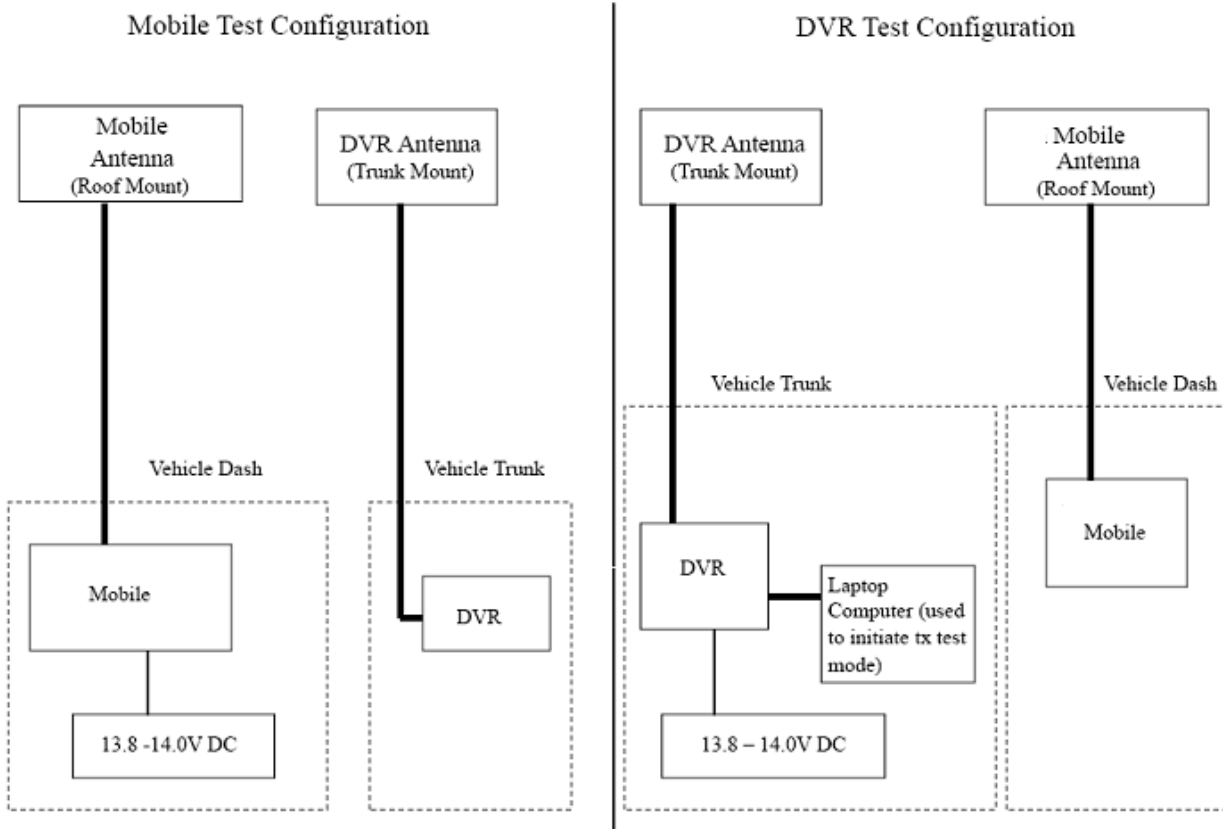 Mobile Test Configuration
Mobile
Antenna
(Roof Mount)
DVR Antenna
(Trunk Mount)
Vehicle Dash
Vehicle Trunk
Mobile
DVR
13.8 -14.0V DC
DVR Test Configuration
DVR Antenna
(Trunk Mount)
Mobile
Antenna
(Roof Mount)
Vehicle Trunk
Vehicle Dash
DVR
Laptop
Computer (used
to initiate tx test
mode)
Mobile
13.8 – 14.0V DC